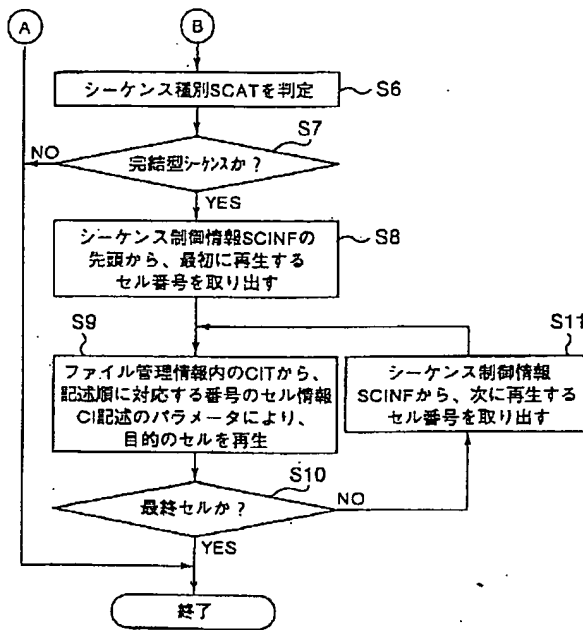 A
B
シーケンス種別SCATを判定
S6
S7
NO
完結型シーケンスか？
YES
シーケンス制御情報SCINFの
先頭から、最初に再生する
セル番号を取り出す
S8
S9
S11
ファイル管理情報内のCITから、
記述順に対応する番号のセル情報
CI記述のパラメータにより、
目的のセルを再生
シーケンス制御情報
SCINFから、次に再生する
セル番号を取り出す
S10
最終セルか？
NO
YES
終了